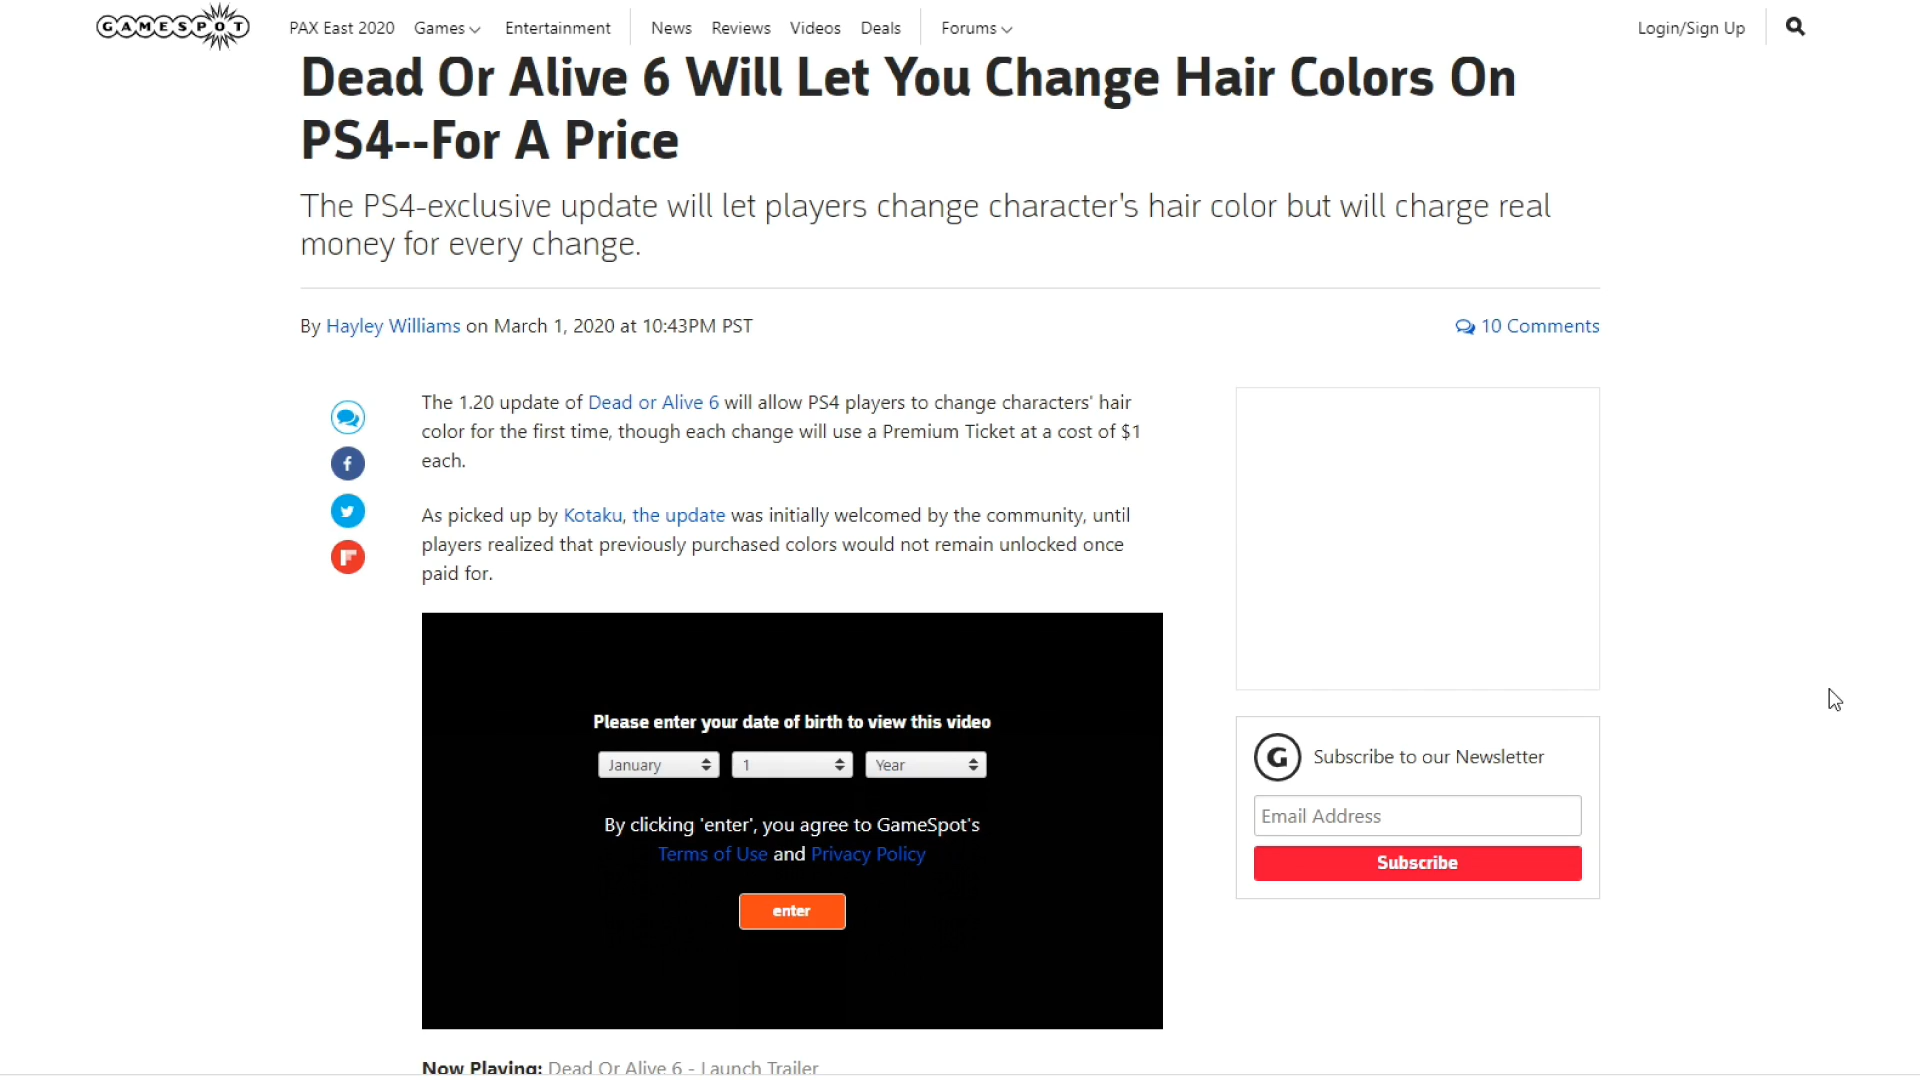 GAMESPOT
PAX East 2020 Games Entertainment News Reviews Videos Deals Forums Login/Sign Up
Dead Or Alive 6 Will Let You Change Hair Colors On
PS4--For A Price
The PS4-exclusive update will let players change character's hair color but will charge real
money for every change.
By Hayley Williams on March 1, 2020 at 10:43PM PST
10 Comments
The 1.20 update of Dead or Alive 6 will allow PS4 players to change characters' hair
color for the first time, though each change will use a Premium Ticket at a cost of $1
each.
As picked up by Kotaku, the update was initially welcomed by the community, until
players realized that previously purchased colors would not remain unlocked once
paid for.
Please enter your date of birth to view this video
January 1 Year
By clicking 'enter', you agree to GameSpot's
Terms of Use and Privacy Policy
enter
Now Playing: Dead Or Alive 6 - Launch Trailer
G Subscribe to our Newsletter
Email Address
Subscribe